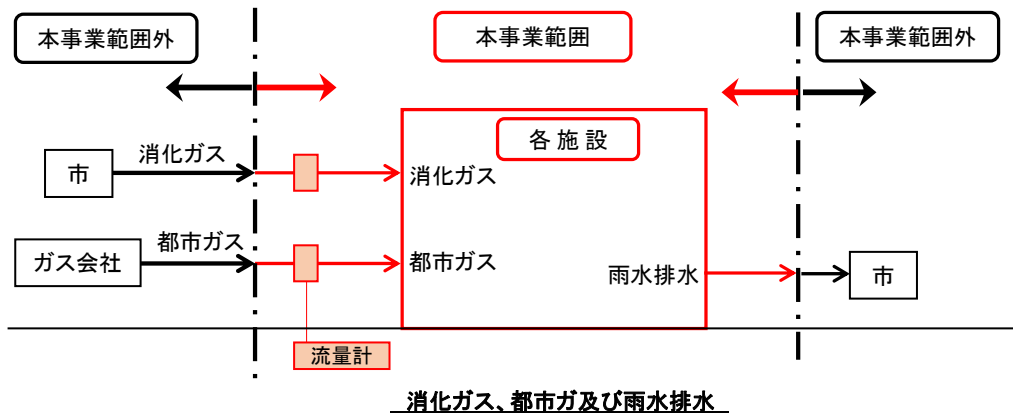 本事業範囲外
本事業範囲
本事業範囲外
各施設
消化ガス
市
消化ガス
都市ガス
ガス会社
都市ガス
雨水排水
市
流量計
消化ガス、都市ガ及び雨水排水